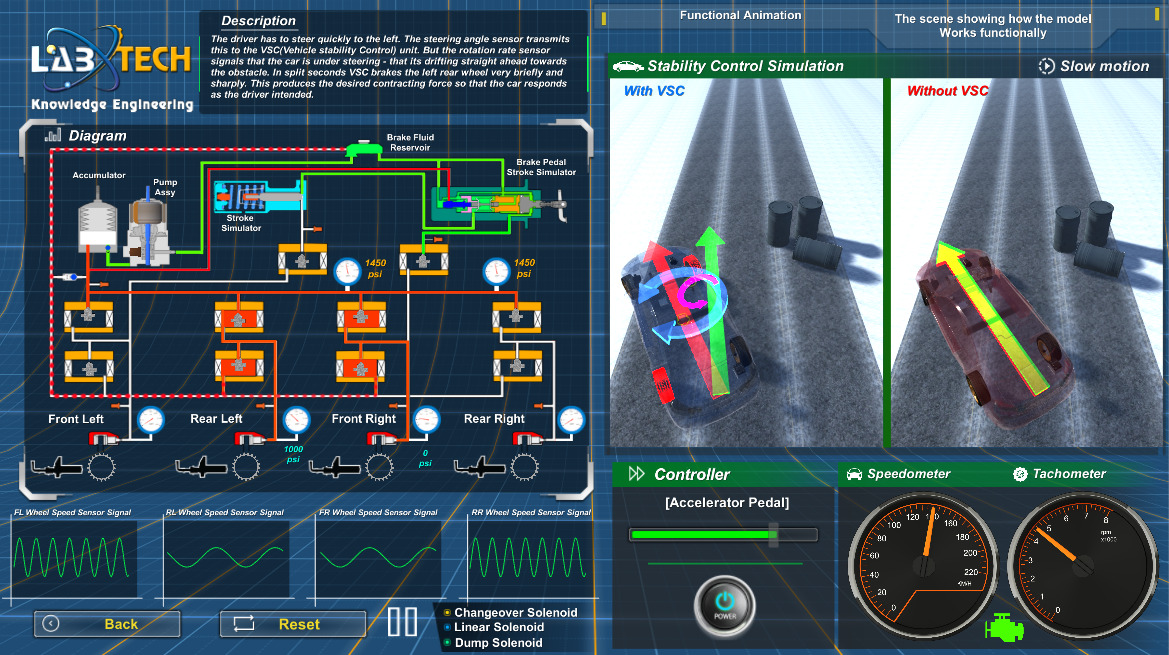 LABXTECH
Knowledge Engineering
Description
The driver has to steer quickly to the left. The steering angle sensor transmits
this to the VSC(Vehicle stability Control) unit. But the rotation rate sensor
signals that the car is under steering - that its drifting straight ahead towards
the obstacle. In split seconds VSC brakes the left rear wheel very briefly and
sharply. This produces the desired contracting force so that the car responds
as the driver intended.
Functional Animation
The scene showing how the model
Works functionally
Stability Control Simulation
Slow motion
With VSC
Without VSC
Diagram
Brake Fluid
Reservoir
Accumulator
Pump
Assy
Stroke
Simulator
Brake Pedal
Stroke Simulator
1450
psi
1450
psi
Front Left
Rear Left
Front Right
Rear Right
1000
psi
0
psi
FL Wheel Speed Sensor Signal
RL Wheel Speed Sensor Signal
FR Wheel Speed Sensor Signal
RR Wheel Speed Sensor Signal
Back
Reset
Changeover Solenoid
Linear Solenoid
Dump Solenoid
Controller
[Accelerator Pedal]
POWER
Speedometer
0
20
40
60
80
100
120
160
180
200
220
KM/H
Tachometer
0
1
2
3
4
5
6
7
8
rpm
x1000